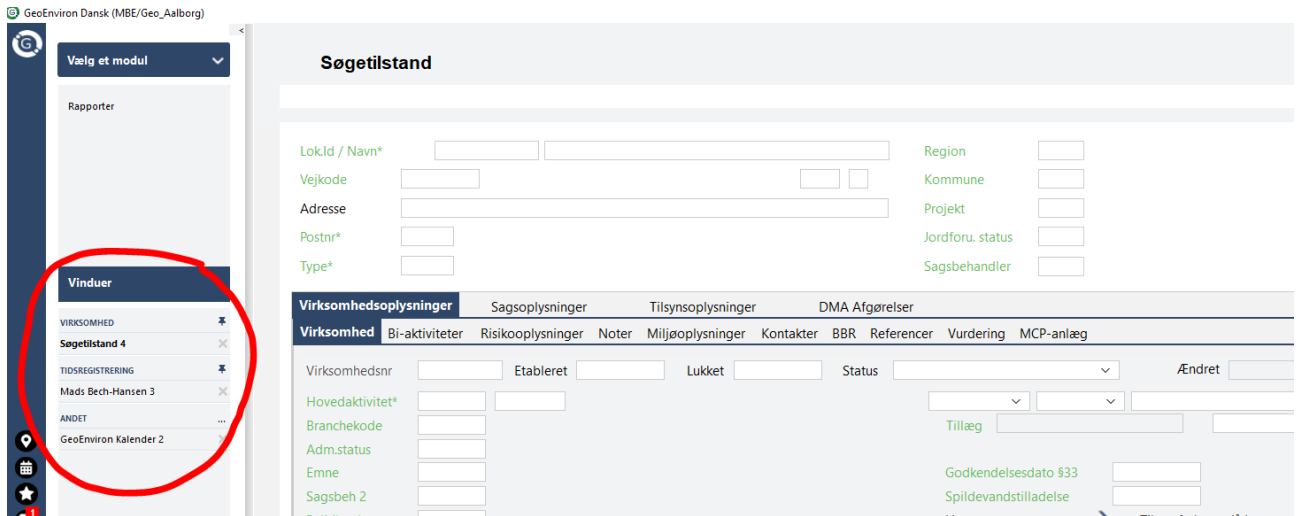 GeoEnviron Dansk (MBE/Geo_Aalborg)
<
G
Vælg et modul
Rapporter
Vinduer
VIRKSOMHED
Søgetilstand 4
TIDSREGISTRERING
Mads Bech-Hansen 3
ANDET ...
GeoEnviron Kalender 2
1
Søgetilstand
Lok.Id / Navn* Region
Vejkode Kommune
Adresse Projekt
Postnr* Jordforu. status
Type* Sagsbehandler
Virksomhedsoplysninger Sagsoplysninger Tilsynsoplysninger DMA Afgørelser
Virksomhed Bi-aktiviteter Risikooplysninger Noter Miljøoplysninger Kontakter BBR Referencer Vurdering MCP-anlæg
Virksomhedsnr Etableret Lukket Status Ændret
Hovedaktivitet*
Branchekode Tillæg
Adm.status
Emne Godkendelsesdato §33
Sagsbeh 2 Spildevandstilladelse